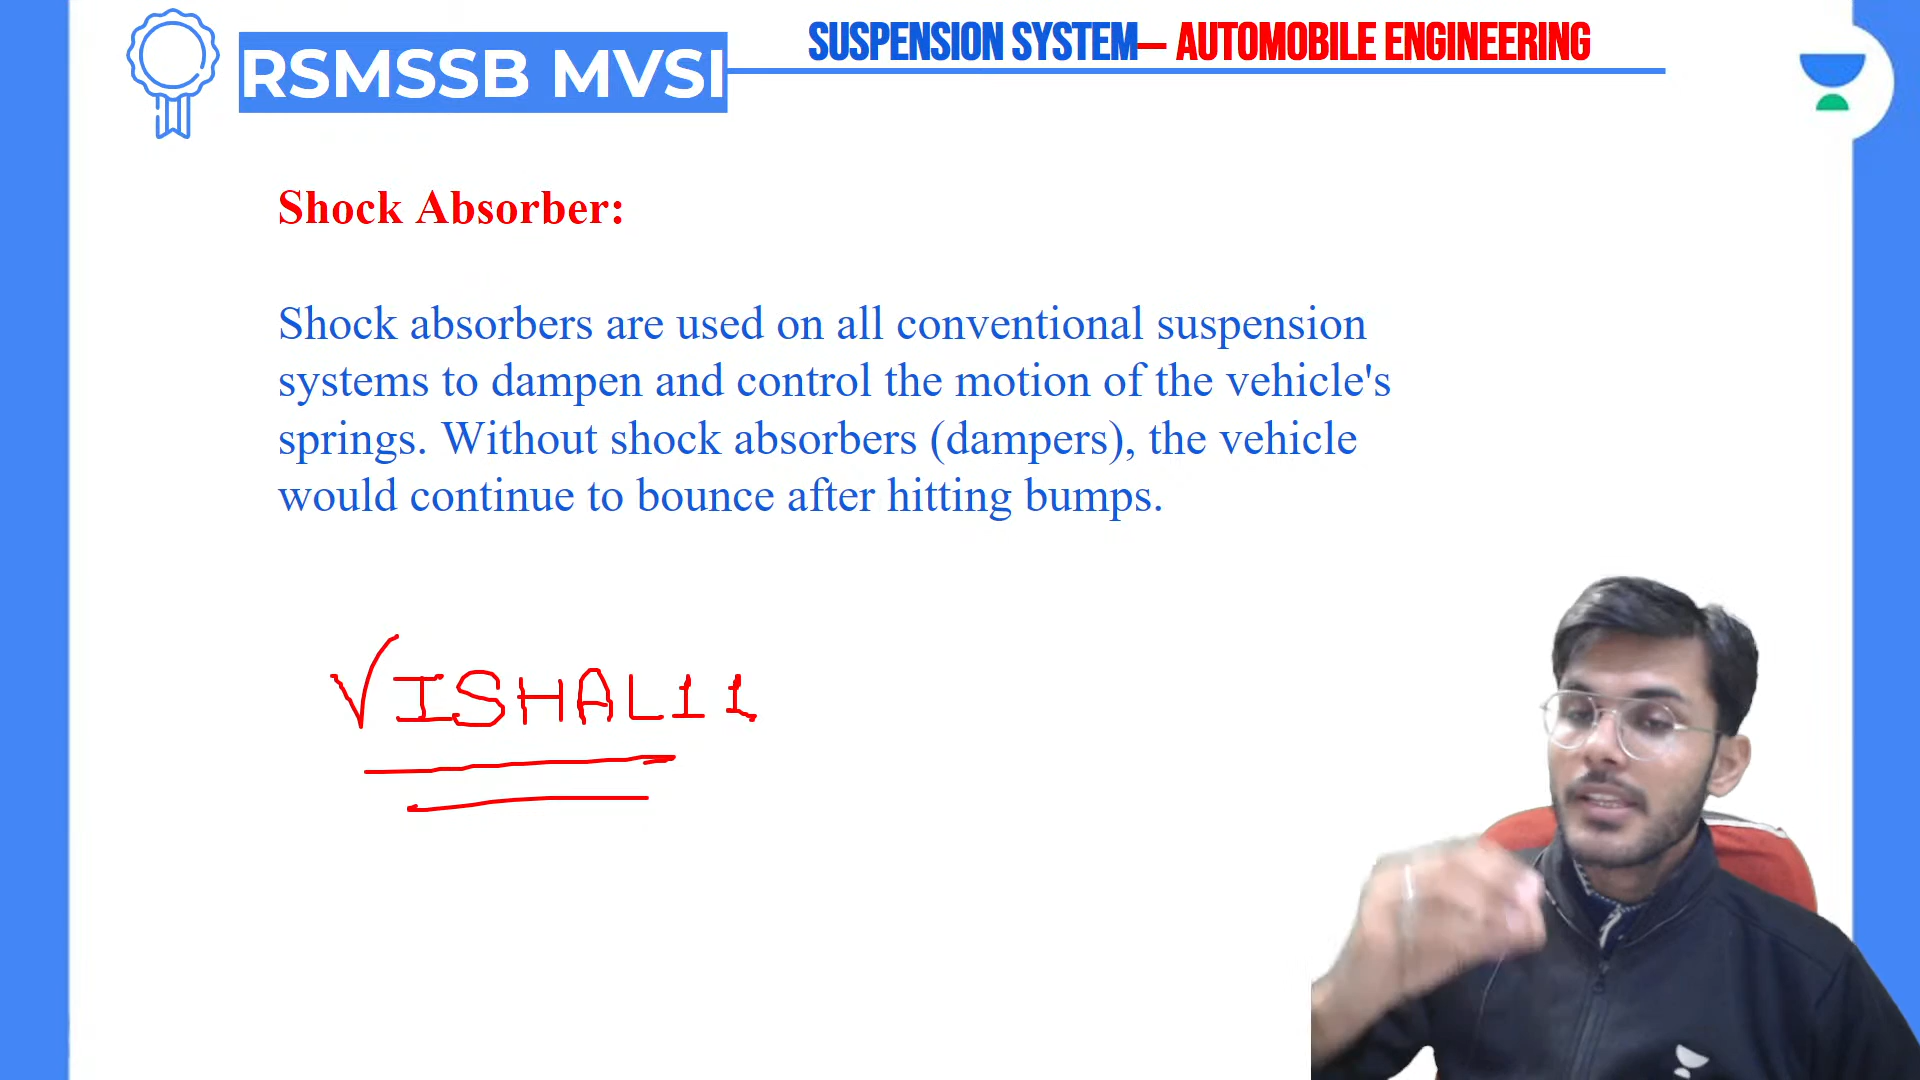 RSMSSB MVSI
SUSPENSION SYSTEM– AUTOMOBILE ENGINEERING
Shock Absorber:
Shock absorbers are used on all conventional suspension
systems to dampen and control the motion of the vehicle's
springs. Without shock absorbers (dampers), the vehicle
would continue to bounce after hitting bumps.
VISHAL11